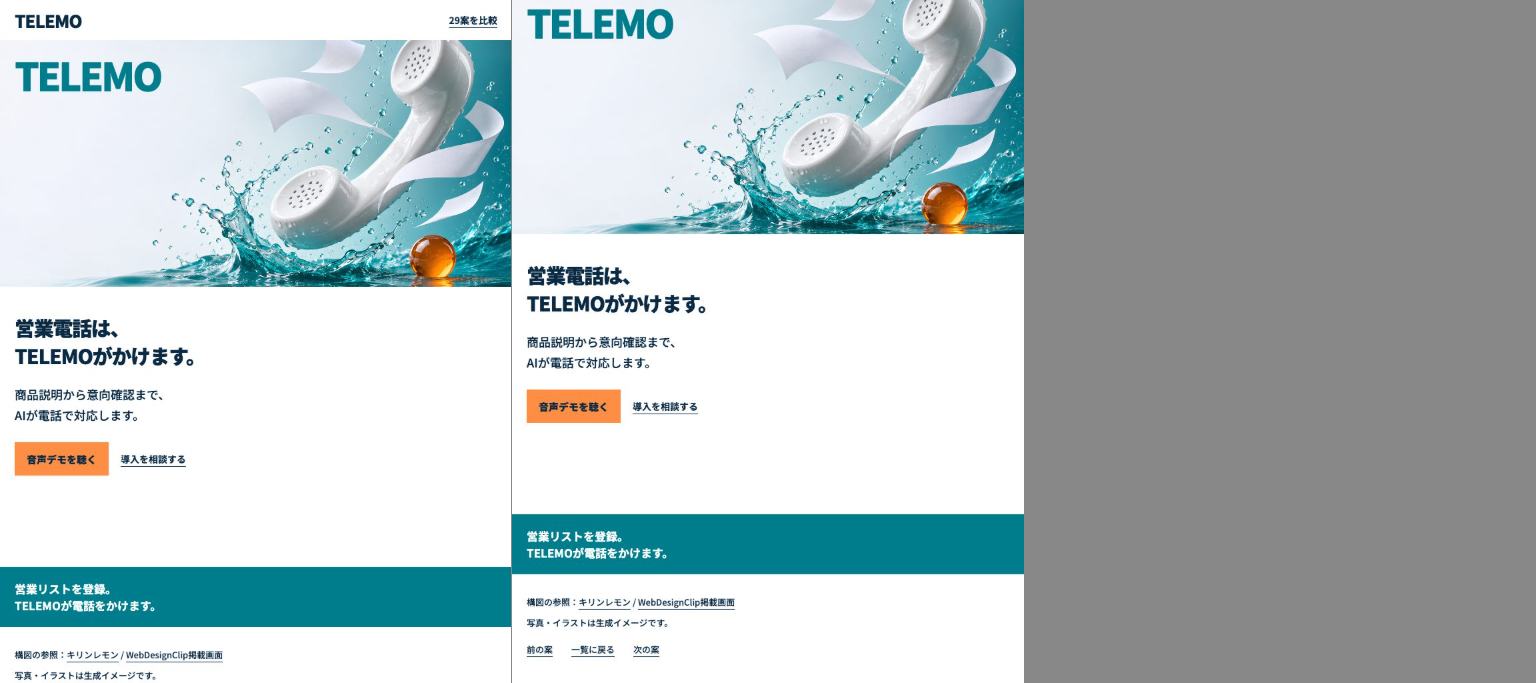 TELEMO
29案を比較
TELEMO
営業電話は、
TELEMOがかけます。
商品説明から意向確認まで、
AIが電話で対応します。
音声デモを聴く
導入を相談する
営業リストを登録。
TELEMOが電話をかけます。
構図の参照：キリンレモン / WebDesignClip掲載画面
写真・イラストは生成イメージです。
TELEMO
営業電話は、
TELEMOがかけます。
商品説明から意向確認まで、
AIが電話で対応します。
音声デモを聴く
導入を相談する
営業リストを登録。
TELEMOが電話をかけます。
構図の参照：キリンレモン / WebDesignClip掲載画面
写真・イラストは生成イメージです。
前の案
一覧に戻る
次の案